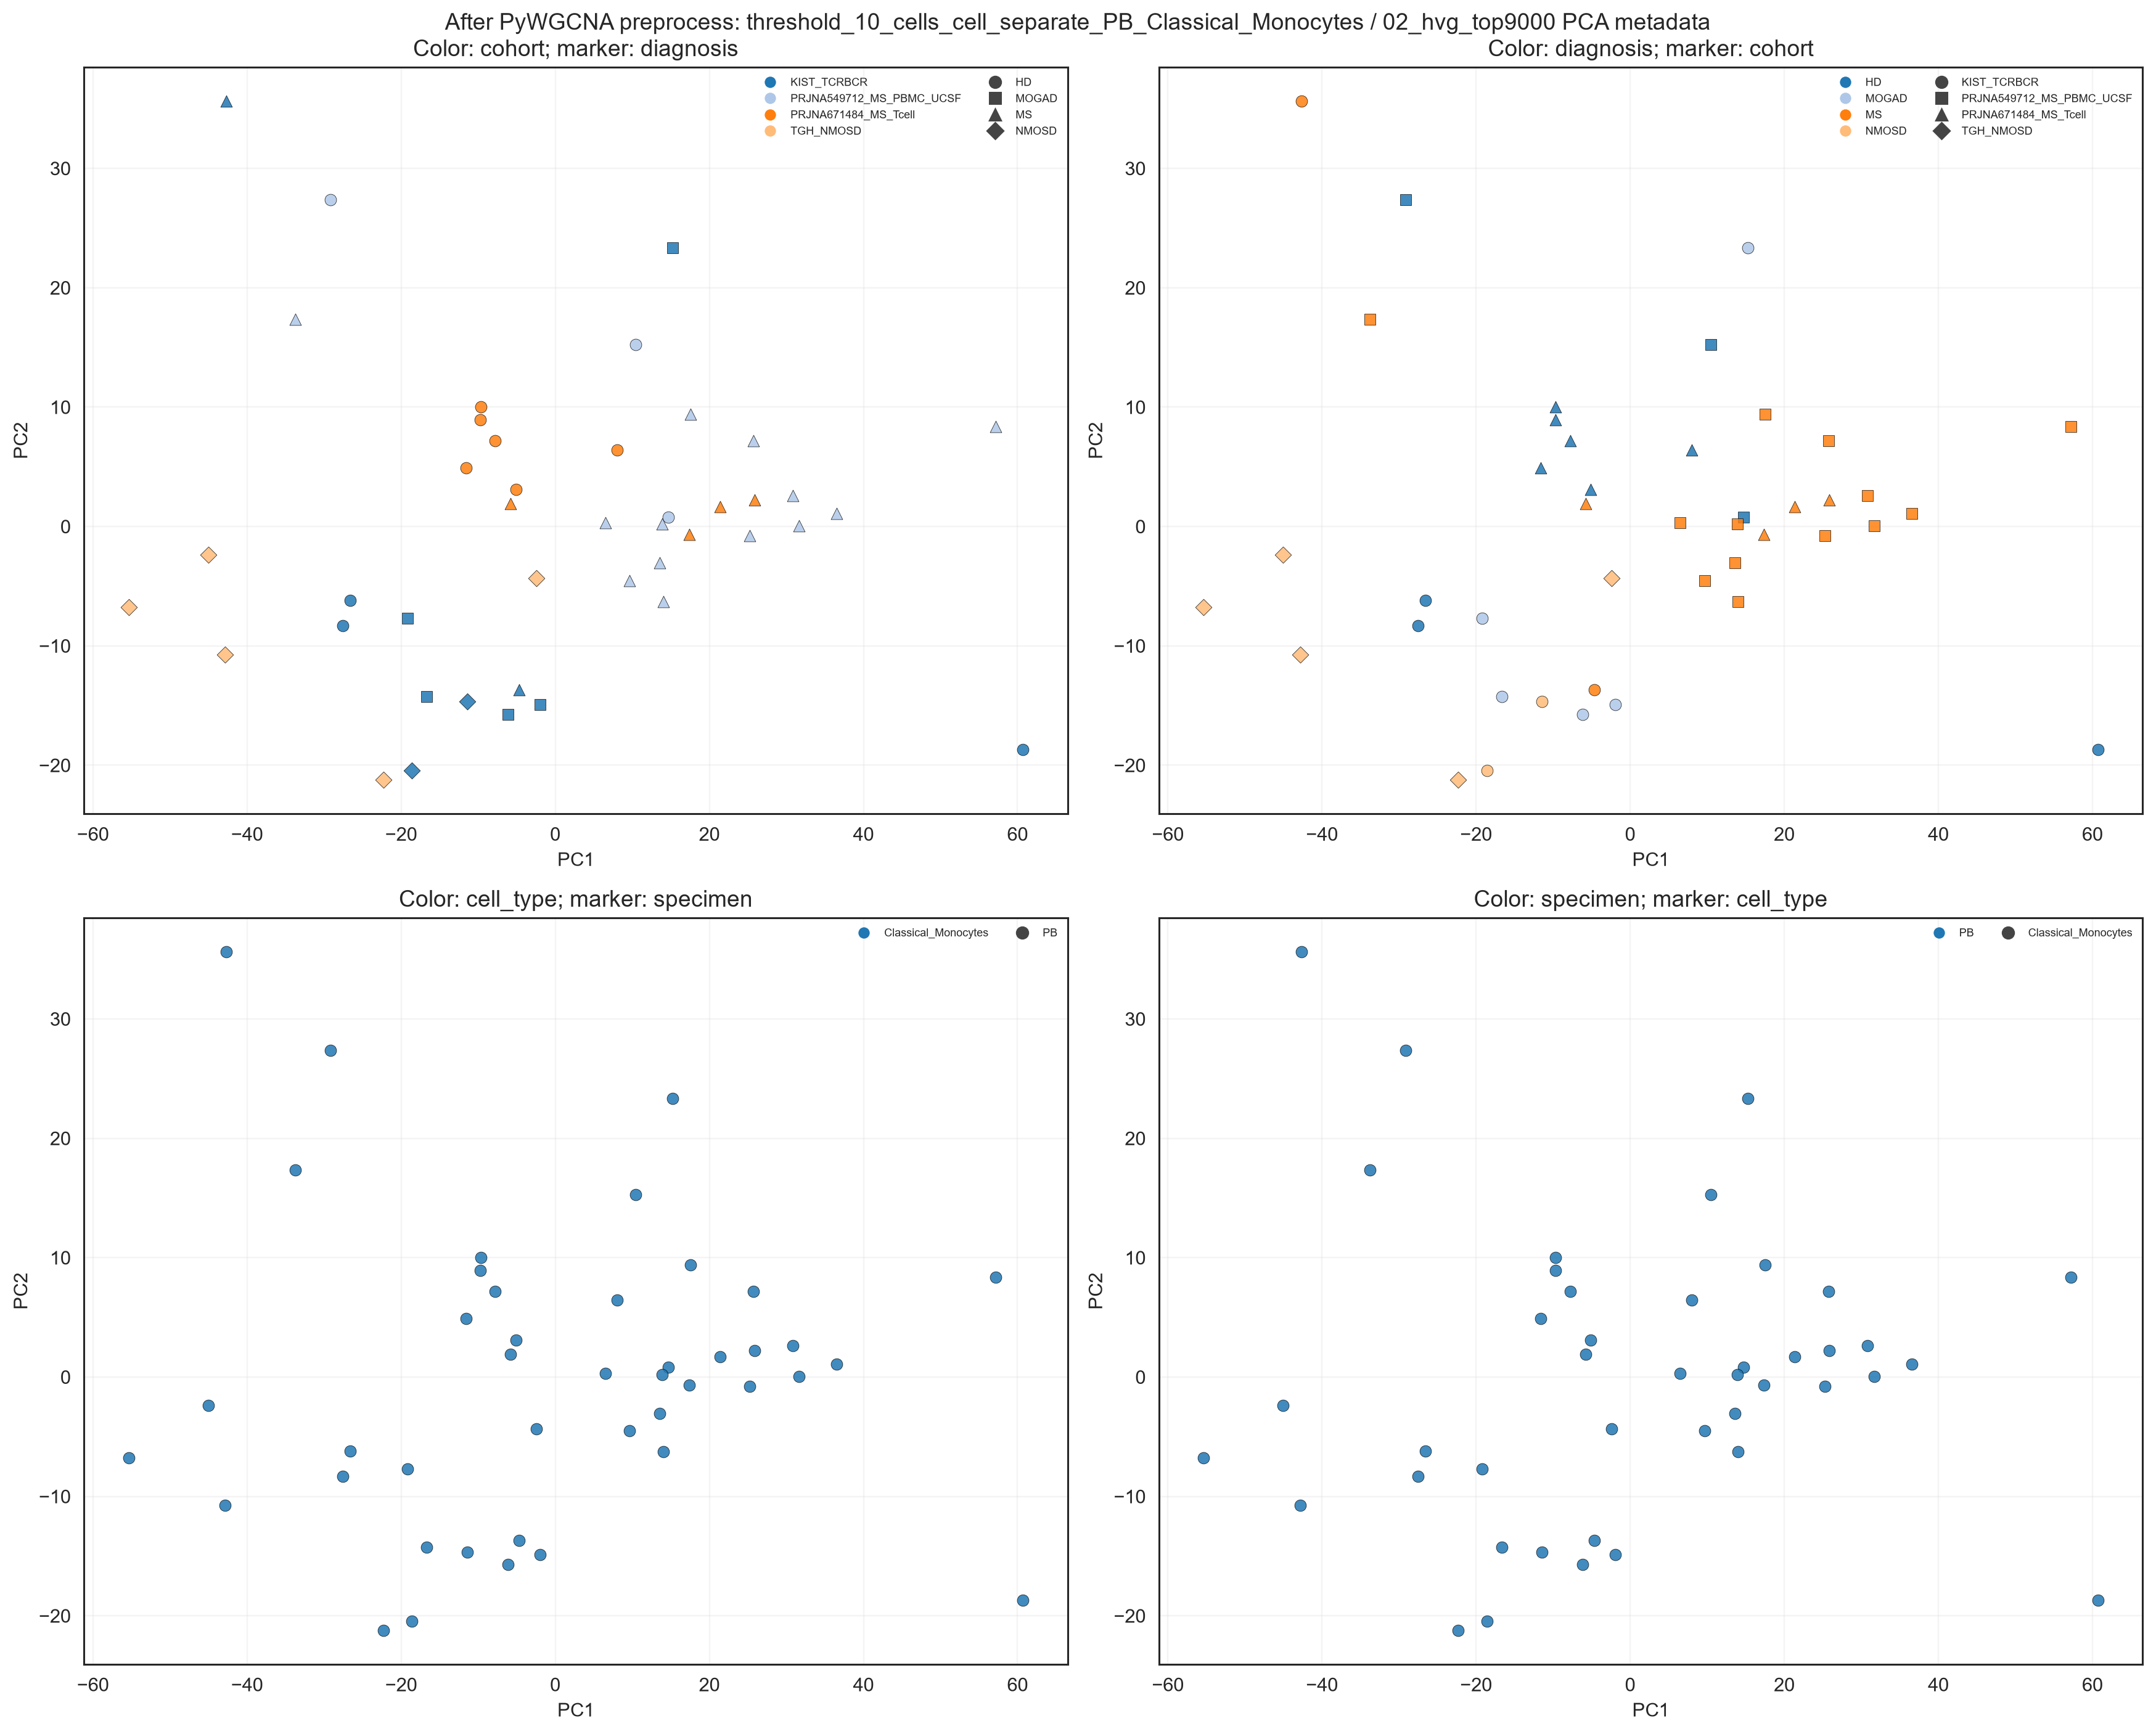 After PyWGCNA preprocess: threshold_10_cells_cell_separate_PB_Classical_Monocytes / 02_hvg_top9000 PCA metadata
Color: cohort; marker: diagnosis
KIST_TCRBCR
PRJNA549712_MS_PBMC_UCSF
PRJNA671484_MS_Tcell
TGH_NMOSD
HD
MOGAD
MS
NMOSD
30
20
10
0
−10
−20
PC2
−60 −40 −20 0 20 40 60
PC1
Color: diagnosis; marker: cohort
HD
MOGAD
MS
NMOSD
KIST_TCRBCR
PRJNA549712_MS_PBMC_UCSF
PRJNA671484_MS_Tcell
TGH_NMOSD
30
20
10
0
−10
−20
PC2
−60 −40 −20 0 20 40 60
PC1
Color: cell_type; marker: specimen
Classical_Monocytes
PB
30
20
10
0
−10
−20
PC2
−60 −40 −20 0 20 40 60
PC1
Color: specimen; marker: cell_type
PB
Classical_Monocytes
30
20
10
0
−10
−20
PC2
−60 −40 −20 0 20 40 60
PC1